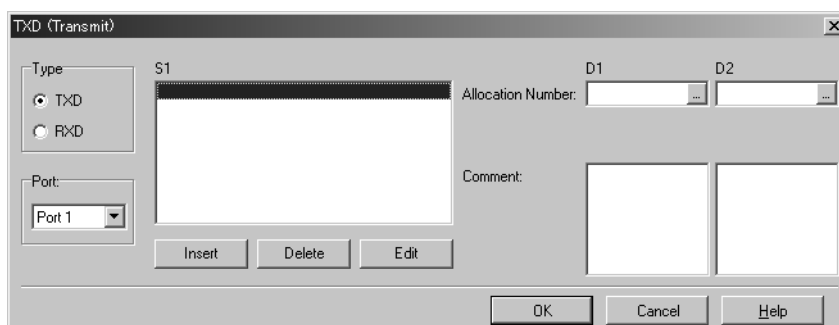 TXD (Transmit)
Type
TXD
RXD
Port:
Port 1
S1
Insert Delete Edit
D1 D2
Allocation Number: ... ...
Comment:
OK Cancel Help